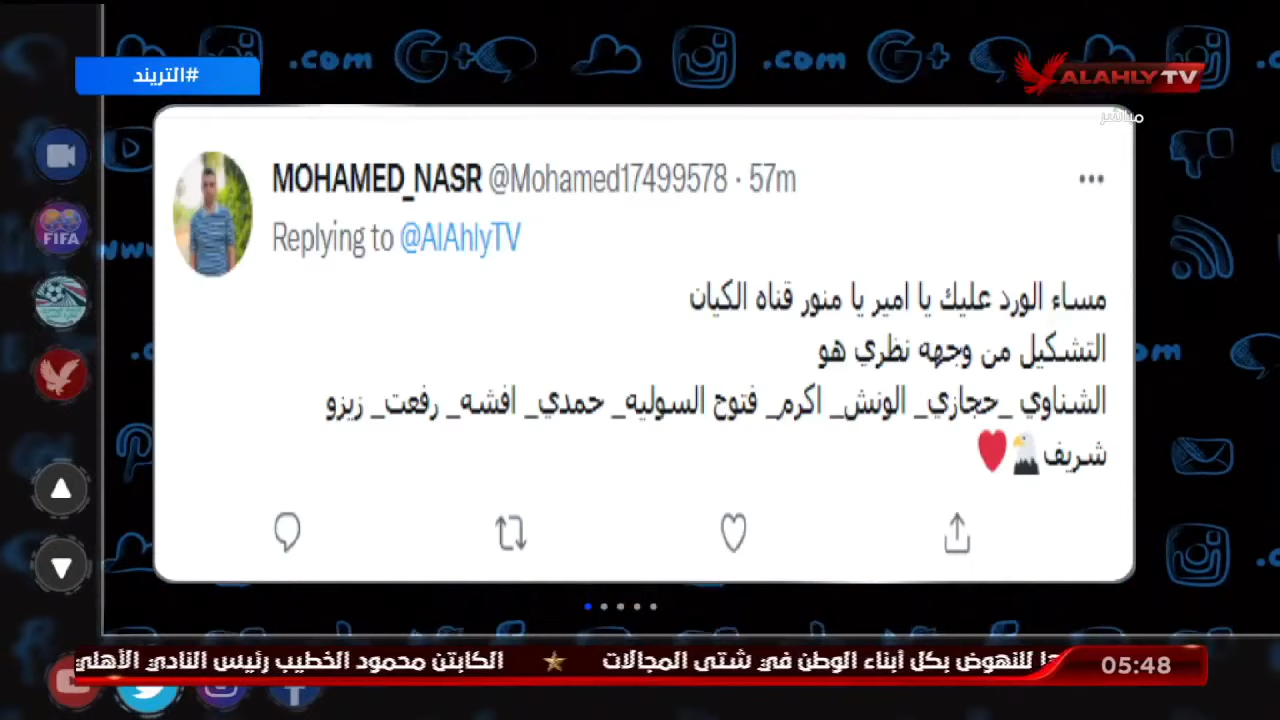 #التريند
ALAHLY TV
مباشر
MOHAMED_NASR @Mohamed17499578 · 57m
Replying to @AlAhlyTV
مساء الورد عليك يا امير يا منور قناه الكيان
التشكيل من وجهه نظري هو
الشناوي _حجازي_ الونش_ اكرم_ فتوح السوليه_ حمدي_ افشه_ رفعت_ زيزو
شريف🦅❤️
FIFA
للنهوض بكل أبناء الوطن في شتى المجالات ★ الكابتن محمود الخطيب رئيس النادي الأهلي
05:48